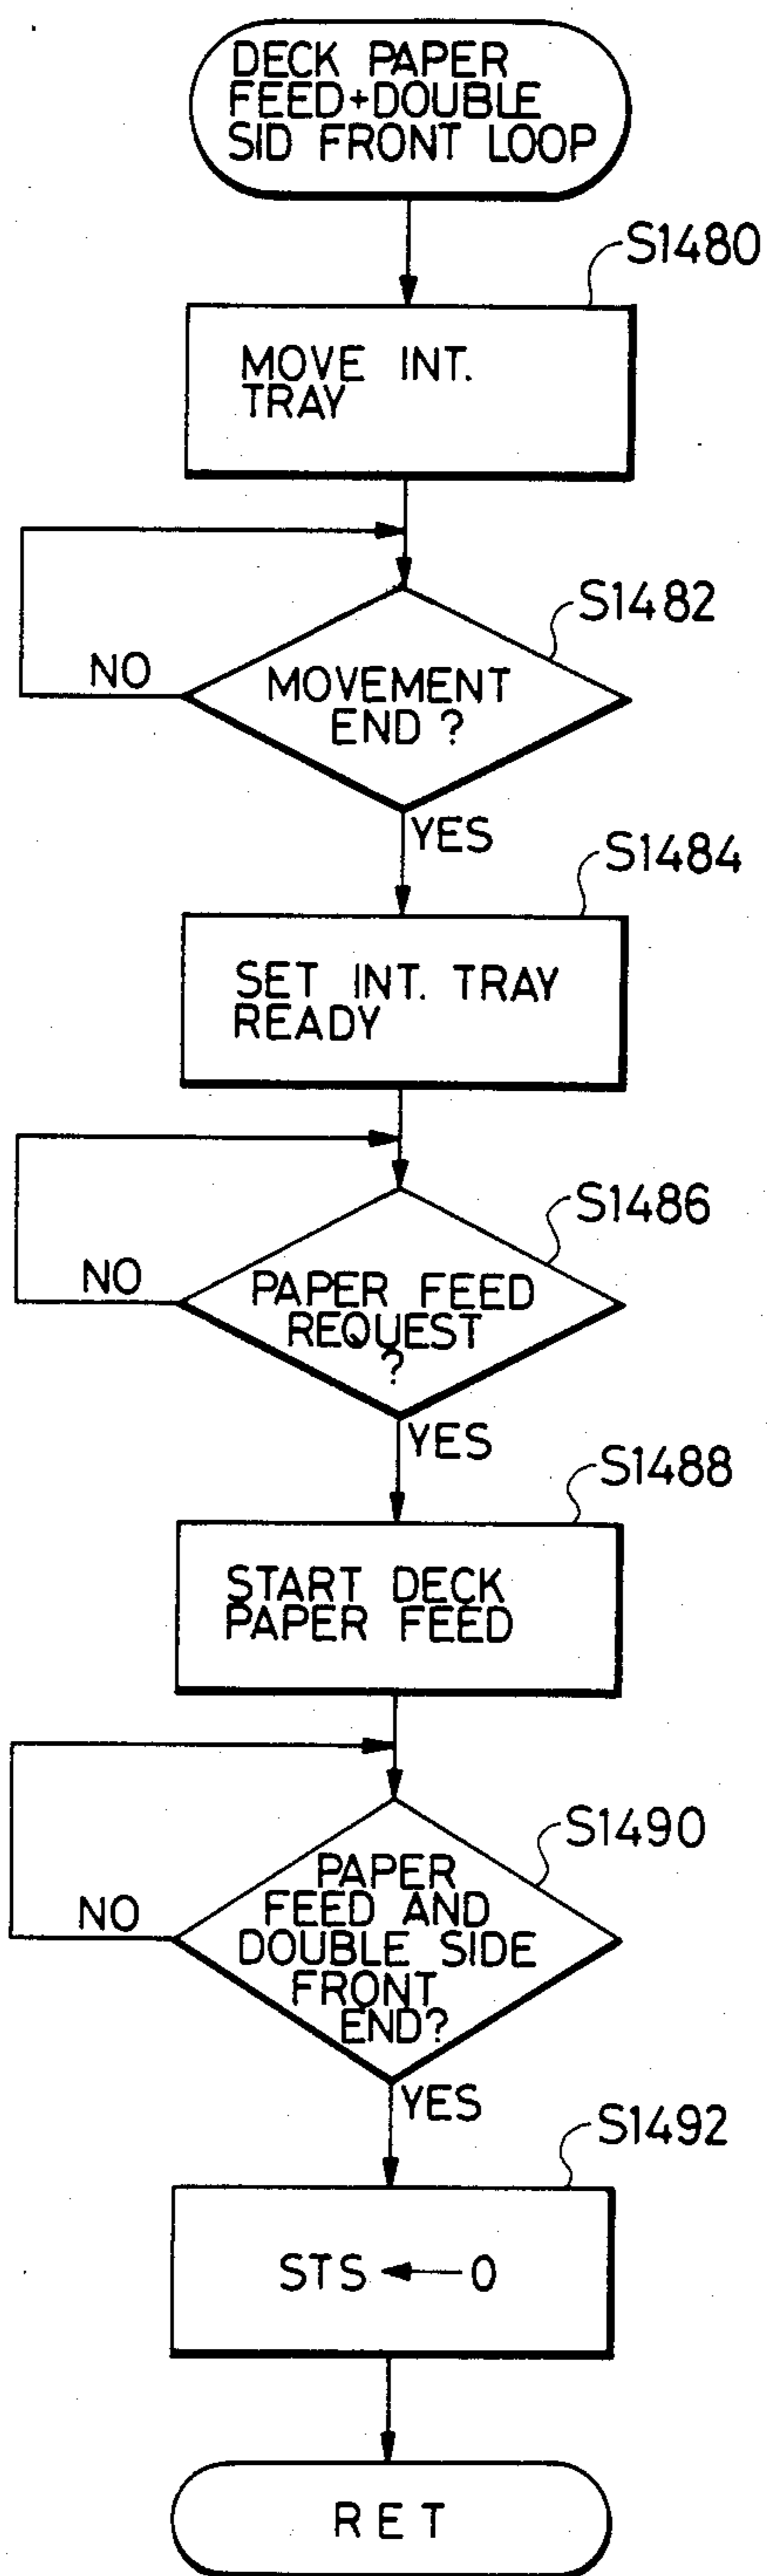 DECK PAPER
FEED+DOUBLE
SID FRONT LOOP
S1480
MOVE INT.
TRAY
S1482
NO
MOVEMENT
END ?
YES
S1484
SET INT. TRAY
READY
S1486
NO
PAPER FEED
REQUEST
?
YES
S1488
START DECK
PAPER FEED
S1490
NO
PAPER
FEED AND
DOUBLE SIDE
FRONT
END?
YES
S1492
STS ← 0
RET